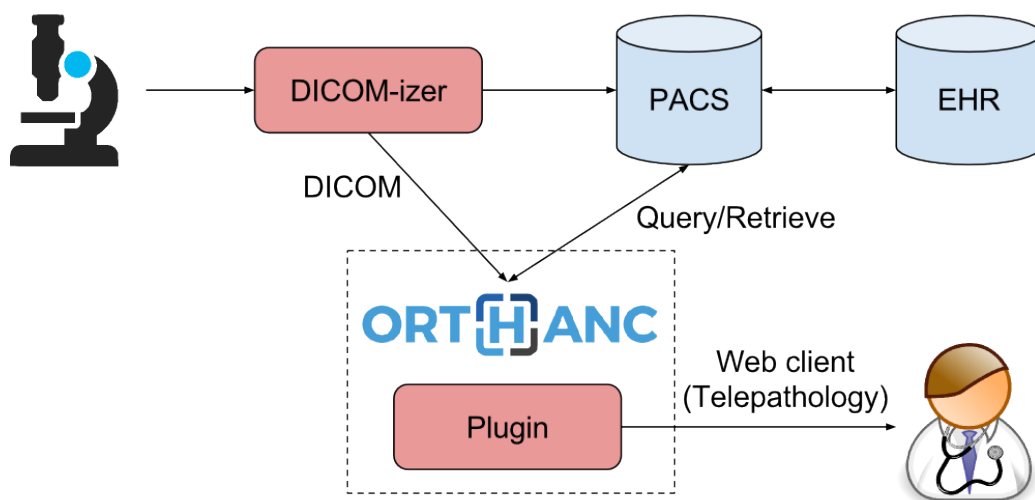 DICOM-izer
PACS
EHR
DICOM
Query/Retrieve
ORTHANC
Web client
(Telepathology)
Plugin